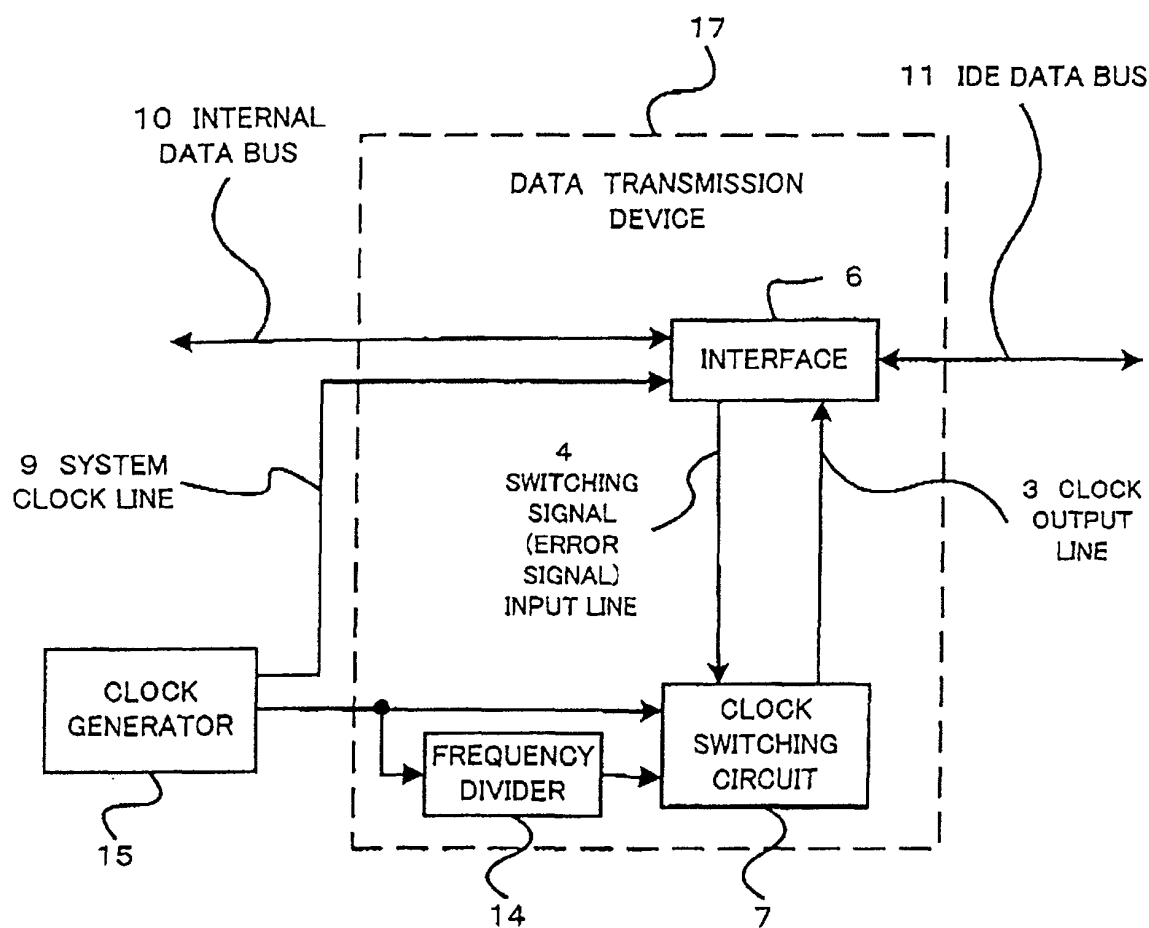 17
11 IDE DATA BUS
10 INTERNAL
DATA BUS
DATA TRANSMISSION
DEVICE
6
INTERFACE
9 SYSTEM
CLOCK LINE
4
SWITCHING
SIGNAL
(ERROR
SIGNAL)
INPUT LINE
3 CLOCK
OUTPUT
LINE
CLOCK
GENERATOR
FREQUENCY
DIVIDER
CLOCK
SWITCHING
CIRCUIT
15
14
7